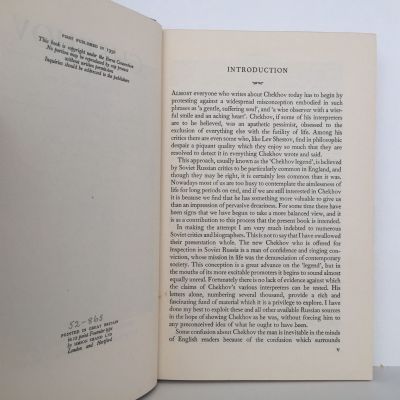 FIRST PUBLISHED IN 1950
This book is copyright under the Berne Convention
No portion may be reproduced by any process
without written permission.
Inquiries should be addressed to the publishers
52-865
PRINTED IN GREAT BRITAIN
by SIMON SHAND LTD
London and Hertford
INTRODUCTION
ALMOST everyone who writes about Chekhov today has to begin by
protesting against a widespread misconception embodied in such
phrases as 'a gentle, suffering soul', and 'a wise observer with a wist-
ful smile and an aching heart'. Chekhov, if some of his interpreters
are to be believed, was an apathetic pessimist, obsessed to the
exclusion of everything else with the futility of life. Among his
critics there are even some who, like Leo Shestov, find in philosophic
despair a piquant quality which they enjoy so much that they are
resolved to detect it in everything Chekhov wrote and said.
This approach, usually known as the 'Chekhov legend', is believed
by Soviet Russian critics to be particularly common in England, and
though they may be right, it is certainly less common than it was.
Nowadays most of us are too busy to contemplate the aimlessness of
life for long periods on end, and if we are still interested in Chekhov
it is because we find that he has something more valuable to give us
than an impression of pervasive dreariness. For some time there have
been signs that we have begun to take a more balanced view, and it
is as a contribution to this process that the present book is intended.
In making the attempt I am very much indebted to numerous
Soviet critics and biographers. This is not to say that I have swallowed
their presentation whole. The new Chekhov who is offered for
inspection in Soviet Russia is a man of confidence and ringing con-
viction, whose mission in life was the denunciation of contemporary
society. This conception is a great advance on the 'legend', but in
the mouths of its more excitable promoters it begins to sound almost
equally unreal. Fortunately there is no lack of evidence against which
the claims of Chekhov's various interpreters can be tested. His
letters alone, numbering several thousand, provide a rich and
fascinating fund of material which it is a privilege to explore. I have
done my best to exploit these and all other available Russian sources
in the hope of showing Chekhov as he was, without forcing him to
any preconceived idea of what he ought to have been.
Some confusion about Chekhov the man is inevitable in the minds
of English readers because of the confusion which surrounds
v